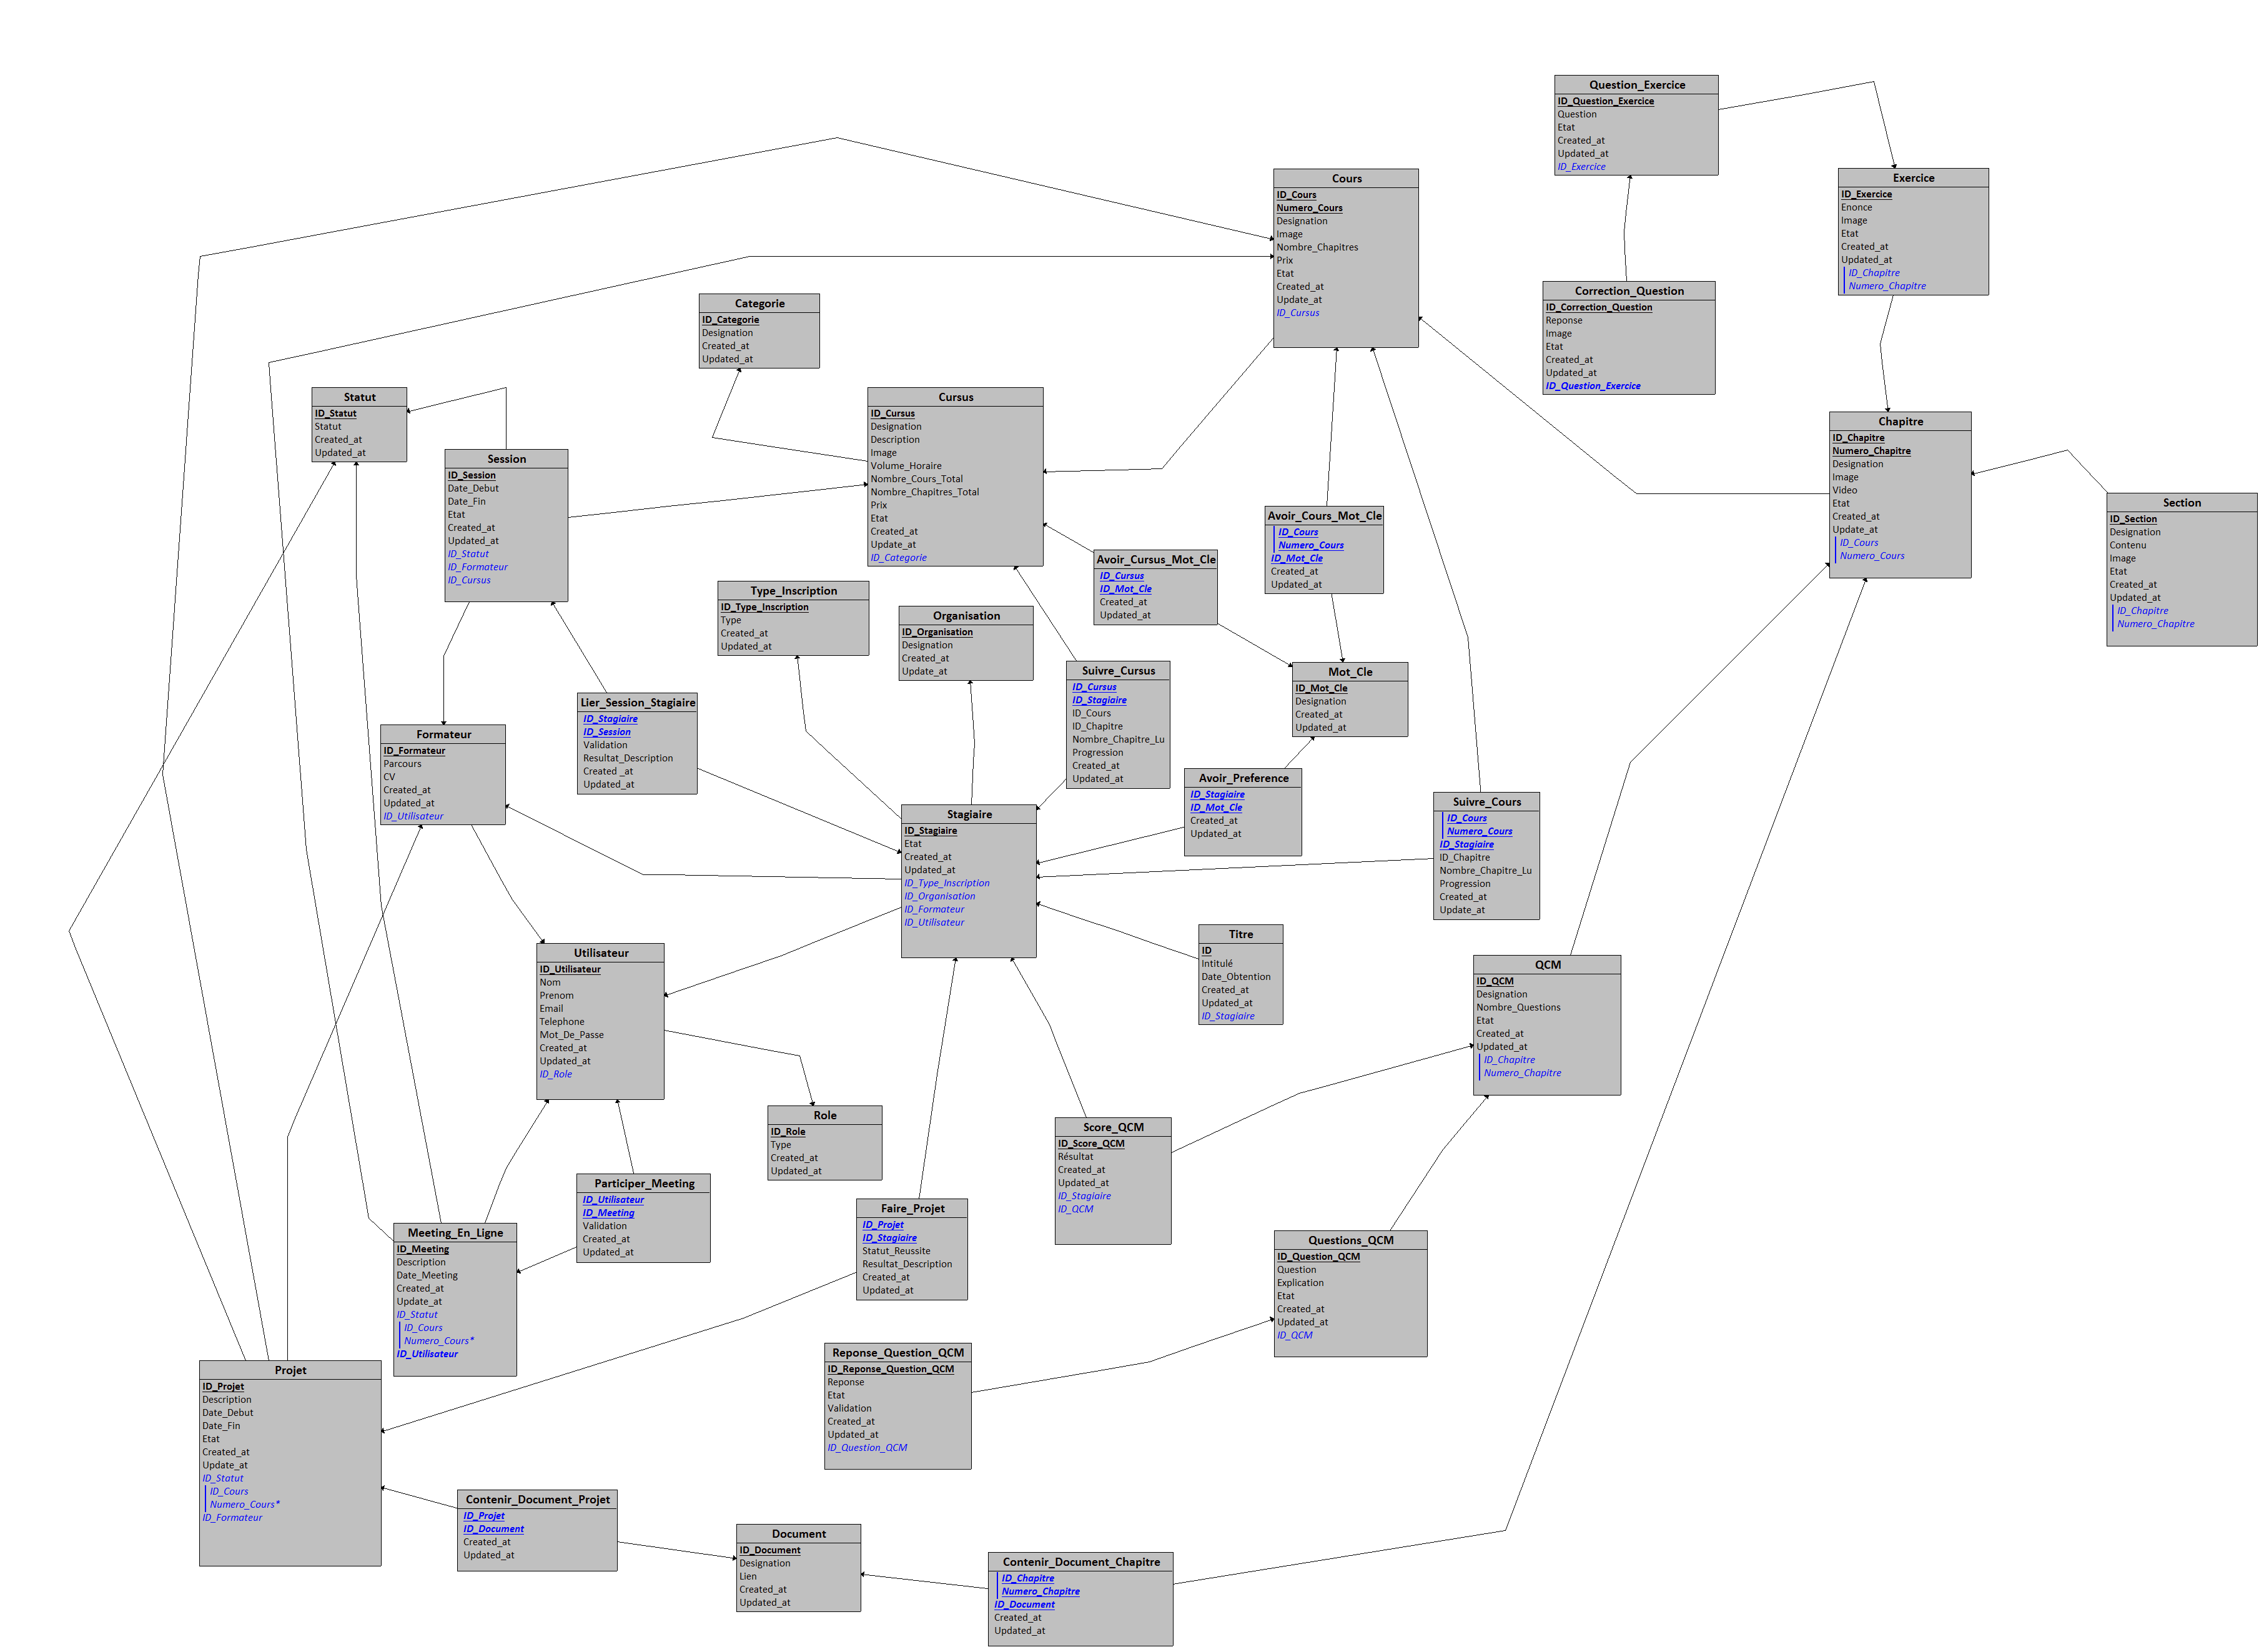 Question_Exercice
ID_Question_Exercice
Question
Etat
Created_at
Updated_at
ID_Exercice
Exercice
ID_Exercice
Enonce
Image
Etat
Created_at
Updated_at
ID_Chapitre
Numero_Chapitre
Cours
ID_Cours
Numero_Cours
Designation
Image
Nombre_Chapitres
Prix
Etat
Created_at
Update_at
ID_Cursus
Correction_Question
ID_Correction_Question
Reponse
Image
Etat
Created_at
Updated_at
ID_Question_Exercice
Categorie
ID_Categorie
Designation
Created_at
Updated_at
Statut
ID_Statut
Statut
Created_at
Updated_at
Cursus
ID_Cursus
Designation
Description
Image
Volume_Horaire
Nombre_Cours_Total
Nombre_Chapitres_Total
Prix
Etat
Created_at
Update_at
ID_Categorie
Chapitre
ID_Chapitre
Numero_Chapitre
Designation
Image
Video
Etat
Created_at
Update_at
ID_Cours
Numero_Cours
Session
ID_Session
Date_Debut
Date_Fin
Etat
Created_at
Updated_at
ID_Statut
ID_Formateur
ID_Cursus
Section
ID_Section
Designation
Contenu
Image
Etat
Created_at
Updated_at
ID_Chapitre
Numero_Chapitre
Avoir_Cours_Mot_Cle
ID_Cours
Numero_Cours
ID_Mot_Cle
Created_at
Updated_at
Avoir_Cursus_Mot_Cle
ID_Cursus
ID_Mot_Cle
Created_at
Updated_at
Type_Inscription
ID_Type_Inscription
Type
Created_at
Updated_at
Organisation
ID_Organisation
Designation
Created_at
Update_at
Suivre_Cursus
ID_Cursus
ID_Stagiaire
ID_Cours
ID_Chapitre
Nombre_Chapitre_Lu
Progression
Created_at
Updated_at
Mot_Cle
ID_Mot_Cle
Designation
Created_at
Updated_at
Lier_Session_Stagiaire
ID_Stagiaire
ID_Session
Validation
Resultat_Description
Created _at
Updated_at
Formateur
ID_Formateur
Parcours
CV
Created_at
Updated_at
ID_Utilisateur
Avoir_Preference
ID_Stagiaire
ID_Mot_Cle
Created_at
Updated_at
Suivre_Cours
ID_Cours
Numero_Cours
ID_Stagiaire
ID_Chapitre
Nombre_Chapitre_Lu
Progression
Created_at
Update_at
Stagiaire
ID_Stagiaire
Etat
Created_at
Updated_at
ID_Type_Inscription
ID_Organisation
ID_Formateur
ID_Utilisateur
Titre
ID
Intitulé
Date_Obtention
Created_at
Updated_at
ID_Stagiaire
Utilisateur
ID_Utilisateur
Nom
Prenom
Email
Telephone
Mot_De_Passe
Created_at
Updated_at
ID_Role
QCM
ID_QCM
Designation
Nombre_Questions
Etat
Created_at
Updated_at
ID_Chapitre
Numero_Chapitre
Role
ID_Role
Type
Created_at
Updated_at
Score_QCM
ID_Score_QCM
Résultat
Created_at
Updated_at
ID_Stagiaire
ID_QCM
Participer_Meeting
ID_Utilisateur
ID_Meeting
Validation
Created_at
Updated_at
Faire_Projet
ID_Projet
ID_Stagiaire
Statut_Reussite
Resultat_Description
Created_at
Updated_at
Meeting_En_Ligne
ID_Meeting
Description
Date_Meeting
Created_at
Update_at
ID_Statut
ID_Cours
Numero_Cours*
ID_Utilisateur
Questions_QCM
ID_Question_QCM
Question
Explication
Etat
Created_at
Updated_at
ID_QCM
Reponse_Question_QCM
ID_Reponse_Question_QCM
Reponse
Etat
Validation
Created_at
Updated_at
ID_Question_QCM
Projet
ID_Projet
Description
Date_Debut
Date_Fin
Etat
Created_at
Update_at
ID_Statut
ID_Cours
Numero_Cours*
ID_Formateur
Contenir_Document_Projet
ID_Projet
ID_Document
Created_at
Updated_at
Document
ID_Document
Designation
Lien
Created_at
Updated_at
Contenir_Document_Chapitre
ID_Chapitre
Numero_Chapitre
ID_Document
Created_at
Updated_at